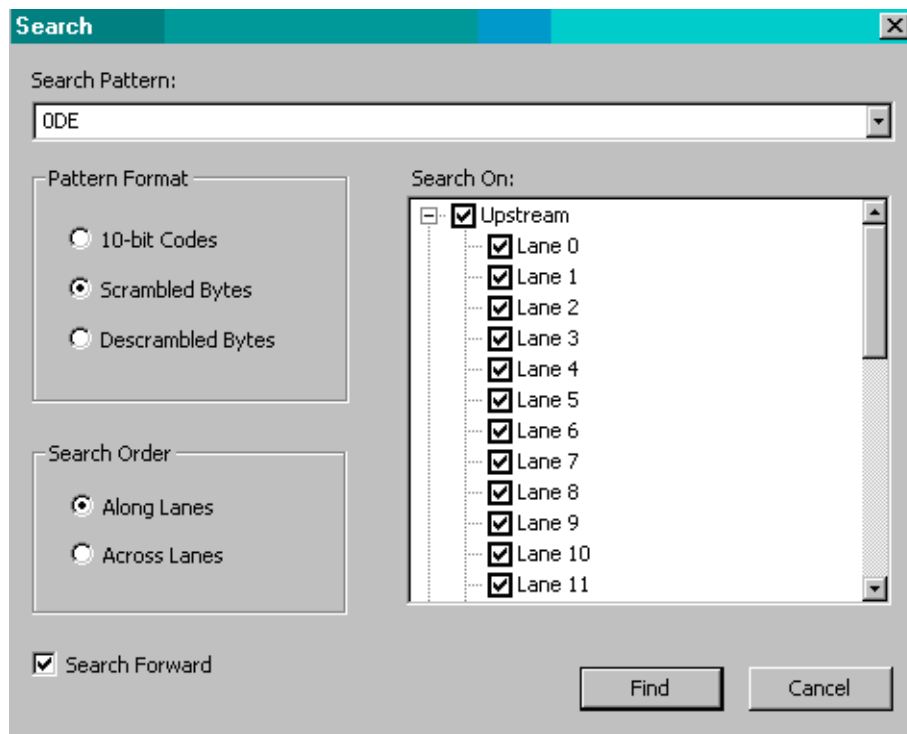 Search
Search Pattern:
0DE
Pattern Format
10-bit Codes
Scrambled Bytes
Descrambled Bytes
Search Order
Along Lanes
Across Lanes
Search Forward
Search On:
Upstream
Lane 0
Lane 1
Lane 2
Lane 3
Lane 4
Lane 5
Lane 6
Lane 7
Lane 8
Lane 9
Lane 10
Lane 11
Find
Cancel